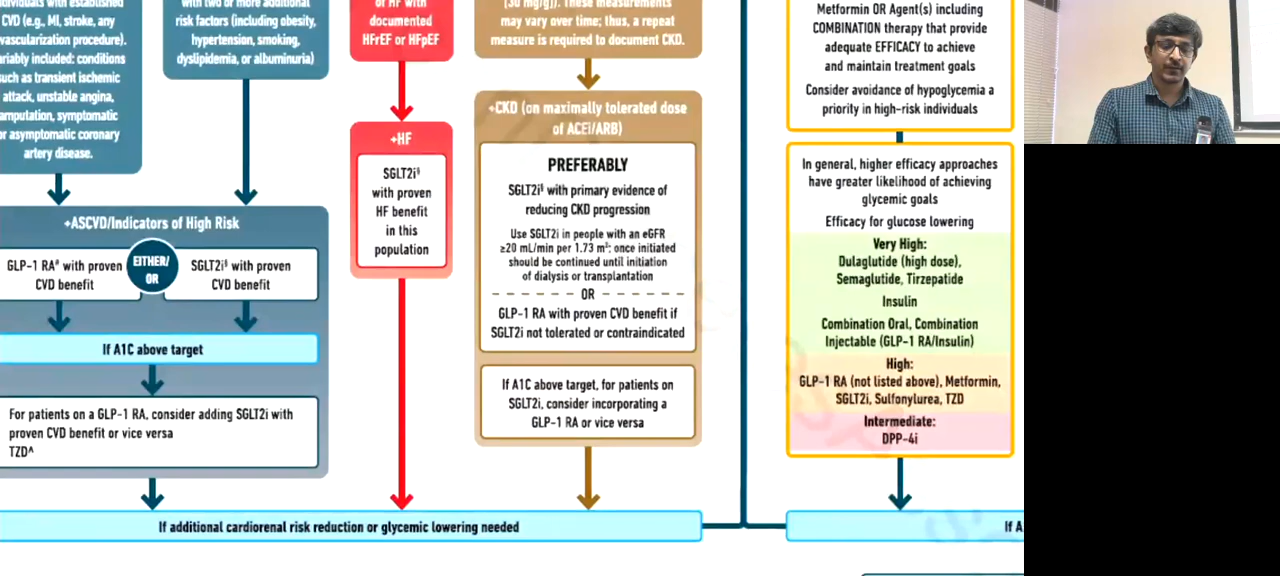 ndividuals with established
CVD (e.g., MI, stroke, any
vascularization procedure).
ariably included: conditions
such as transient ischemic
attack, unstable angina,
amputation, symptomatic
or asymptomatic coronary
artery disease.
with two or more additional
risk factors (including obesity,
hypertension, smoking,
dyslipidemia, or albuminuria)
of HF with
documented
HFrEF or HFpEF
(30 mg/g)). These measurements
may vary over time; thus, a repeat
measure is required to document CKD.
+ASCVD/Indicators of High Risk
GLP-1 RA# with proven
CVD benefit
EITHER/
OR
SGLT2i§ with proven
CVD benefit
If A1C above target
For patients on a GLP-1 RA, consider adding SGLT2i with
proven CVD benefit or vice versa
TZD^
+HF
SGLT2i§
with proven
HF benefit
in this
population
+CKD (on maximally tolerated dose
of ACEi/ARB)
PREFERABLY
SGLT2i§ with primary evidence of
reducing CKD progression
Use SGLT2i in people with an eGFR
≥20 mL/min per 1.73 m²; once initiated
should be continued until initiation
of dialysis or transplantation
OR
GLP-1 RA with proven CVD benefit if
SGLT2i not tolerated or contraindicated
If A1C above target, for patients on
SGLT2i, consider incorporating a
GLP-1 RA or vice versa
If additional cardiorenal risk reduction or glycemic lowering needed
Metformin OR Agent(s) including
COMBINATION therapy that provide
adequate EFFICACY to achieve
and maintain treatment goals
Consider avoidance of hypoglycemia a
priority in high-risk individuals
In general, higher efficacy approaches
have greater likelihood of achieving
glycemic goals
Efficacy for glucose lowering
Very High:
Dulaglutide (high dose),
Semaglutide, Tirzepatide
Insulin
Combination Oral, Combination
Injectable (GLP-1 RA/Insulin)
High:
GLP-1 RA (not listed above), Metformin,
SGLT2i, Sulfonylurea, TZD
Intermediate:
DPP-4i
If A